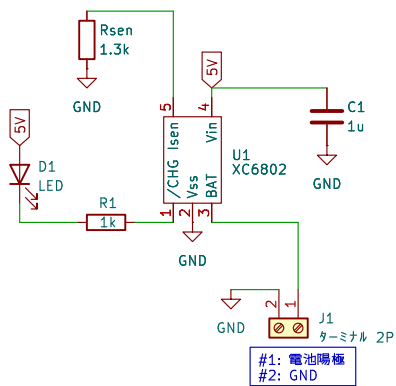 Rsen
1.3k
GND
5V
5
4
Isen
Vin
C1
1u
GND
5V
U1
XC6802
D1
LED
/CHG
Vss
BAT
R1
1k
1
2
3
GND
2
1
GND
J1
ターミナル 2P
#1: 電池陽極
#2: GND